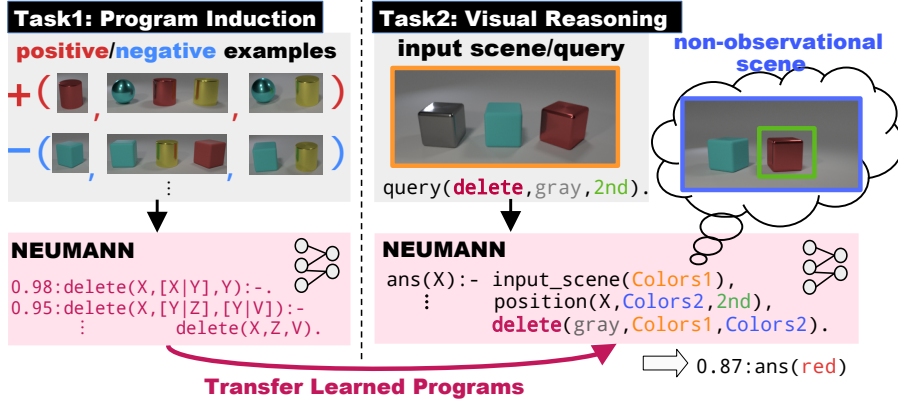 Task1: Program Induction
positive/negative examples
+( , , )
−( , , )
⋮
NEUMANN
0.98:delete(X,[X|Y],Y):-.
0.95:delete(X,[Y|Z],[Y|V]):-
⋮ delete(X,Z,V).
Task2: Visual Reasoning
input scene/query
query(delete,gray,2nd).
non-observational
scene
NEUMANN
ans(X):- input_scene(Colors1),
⋮ position(X,Colors2,2nd),
delete(gray,Colors1,Colors2).
0.87:ans(red)
Transfer Learned Programs